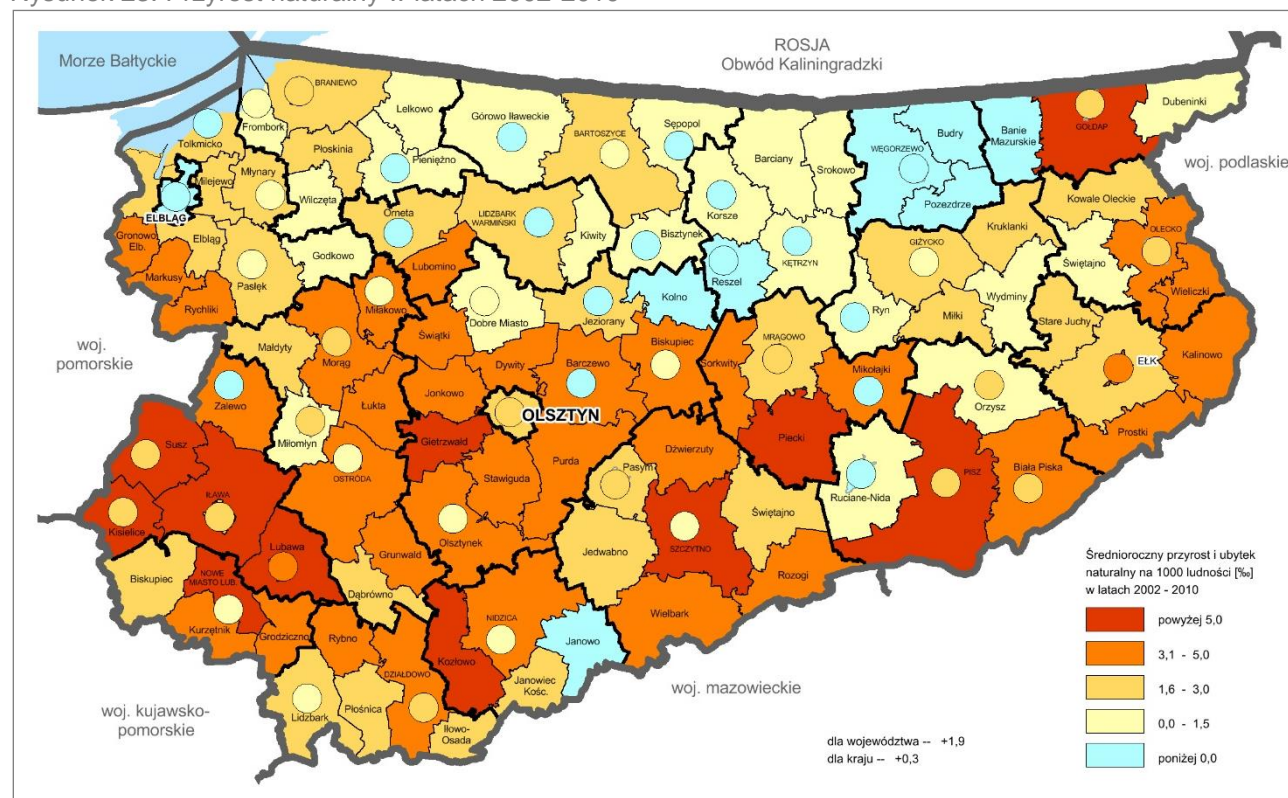 Rysunek 23. Przyrost naturalny w latach 2002-2010
Morze Bałtyckie
ROSJA
Obwód Kaliningradzki
BRANIEWO
Lelkowo
Frombork
Górowo Iławeckie
Sępopol
BARTOSZYCE
Barciany
Srokowo
WĘGORZEWO
Budry
Banie
Mazurskie
GOŁDAP
Dubeninki
woj. podlaskie
Tolkmicko
Płoskinia
Pieniężno
Młynary
Milejewo
ELBLĄG
Wilczęta
Orneta
LIDZBARK
WARMIŃSKI
Kiwity
Bisztynek
Korsze
KĘTRZYN
Pozezdrze
Kowale Oleckie
Kruklanki
GIŻYCKO
OLECKO
Świętajno
Wieliczki
Gronowo
Elb.
Elbląg
Markusy
Pasłęk
Godkowo
Rychliki
Lubomino
Dobre Miasto
Jeziorany
Kolno
Reszel
Ryn
Miłki
Wydminy
Stare Juchy
EŁK
Kalinowo
woj.
pomorskie
Małdyty
Morąg
Miłakowo
Świątki
Dywity
Barczewo
Biskupiec
Sorkwity
MRĄGOWO
Mikołajki
Orzysz
Prostki
Zalewo
Miłomłyn
Łukta
Jonkowo
OLSZTYN
Gietrzwałd
Piecki
Ruciane-Nida
PISZ
Biała Piska
Susz
IŁAWA
Kisielice
OSTRÓDA
Stawiguda
Purda
Pasym
Dźwierzuty
Świętajno
SZCZYTNO
Olsztynek
Jedwabno
Rozogi
Wielbark
Lubawa
Grunwald
Dąbrówno
Biskupiec
NOWE
MIASTO LUB.
Kurzętnik
Grodziczno
Rybno
DZIAŁDOWO
Kozłowo
NIDZICA
Janowo
Janowiec
Kośc.
Lidzbark
Płośnica
Iłowo-
Osada
woj. kujawsko-
pomorskie
woj. mazowieckie
dla województwa -- +1,9
dla kraju -- +0,3
Średnioroczny przyrost i ubytek
naturalny na 1000 ludności [‰]
w latach 2002 - 2010
powyżej 5,0
3,1 - 5,0
1,6 - 3,0
0,0 - 1,5
poniżej 0,0